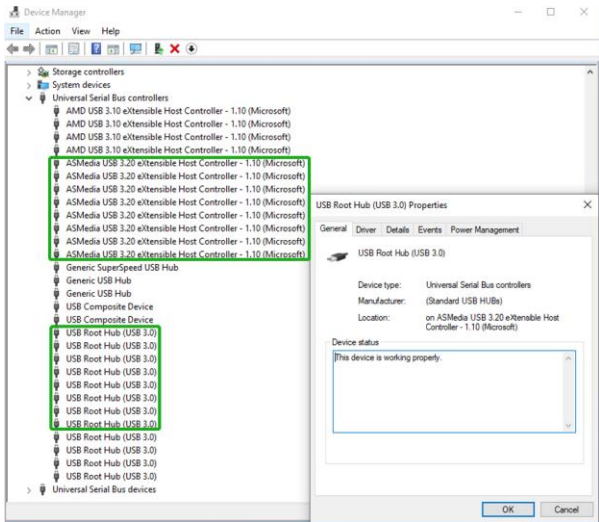 Device Manager
File Action View Help
Storage controllers
System devices
Universal Serial Bus controllers
AMD USB 3.10 eXtensible Host Controller - 1.10 (Microsoft)
AMD USB 3.10 eXtensible Host Controller - 1.10 (Microsoft)
AMD USB 3.10 eXtensible Host Controller - 1.10 (Microsoft)
ASMedia USB 3.20 eXtensible Host Controller - 1.10 (Microsoft)
ASMedia USB 3.20 eXtensible Host Controller - 1.10 (Microsoft)
ASMedia USB 3.20 eXtensible Host Controller - 1.10 (Microsoft)
ASMedia USB 3.20 eXtensible Host Controller - 1.10 (Microsoft)
ASMedia USB 3.20 eXtensible Host Controller - 1.10 (Microsoft)
ASMedia USB 3.20 eXtensible Host Controller - 1.10 (Microsoft)
ASMedia USB 3.20 eXtensible Host Controller - 1.10 (Microsoft)
ASMedia USB 3.20 eXtensible Host Controller - 1.10 (Microsoft)
Generic SuperSpeed USB Hub
Generic USB Hub
Generic USB Hub
USB Composite Device
USB Composite Device
USB Root Hub (USB 3.0)
USB Root Hub (USB 3.0)
USB Root Hub (USB 3.0)
USB Root Hub (USB 3.0)
USB Root Hub (USB 3.0)
USB Root Hub (USB 3.0)
USB Root Hub (USB 3.0)
USB Root Hub (USB 3.0)
USB Root Hub (USB 3.0)
USB Root Hub (USB 3.0)
USB Root Hub (USB 3.0)
USB Root Hub (USB 3.0)
Universal Serial Bus devices
USB Root Hub (USB 3.0) Properties
General Driver Details Events Power Management
USB Root Hub (USB 3.0)
Device type: Universal Serial Bus controllers
Manufacturer: (Standard USB HUBs)
Location: on ASMedia USB 3.20 eXtensible Host
Controller - 1.10 (Microsoft)
Device status
This device is working properly.
OK Cancel